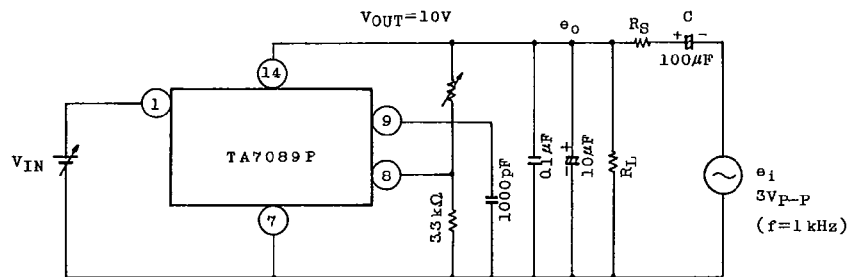 VOUT=10V
eo
RS
C
+ -
100μF
14
1
9
VIN
TA7089P
8
7
3.3kΩ
1000pF
0.1μF
+
-
10μF
RL
ei
3VP-P
(f=1kHz)